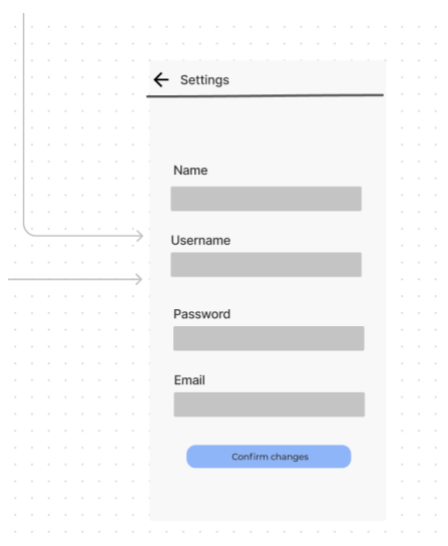 Settings
Name
Username
Password
Email
Confirm changes